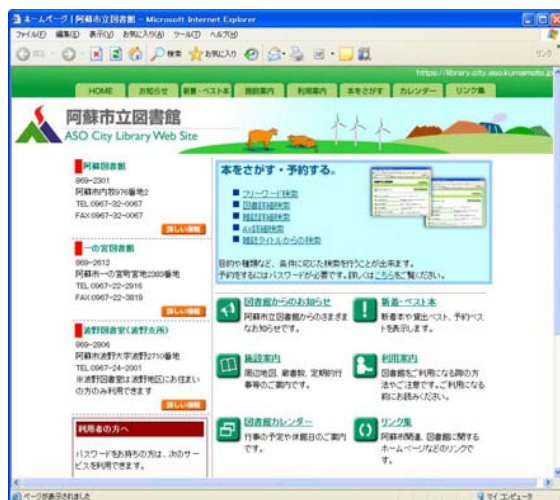 ホームページ | 阿蘇市立図書館 - Microsoft Internet Explorer
ファイル(F) 編集(E) 表示(V) お気に入り(A) ツール(T) ヘルプ(H)
戻る 検索 お気に入り リンク
https://library.city.aso.kumamoto.jp
HOME お知らせ 新着・ベスト本 施設案内 利用案内 本をさがす カレンダー リンク集
阿蘇市立図書館
ASO City Library Web Site
阿蘇図書館
869-2301
阿蘇市内牧976番地2
TEL:0967-32-0067
FAX:0967-32-0067
詳しい情報
一の宮図書館
869-2612
阿蘇市一の宮町宮地2383番地
TEL:0967-22-2916
FAX:0967-22-3819
詳しい情報
波野図書室(波野支所)
869-2806
阿蘇市波野大字波野2710番地
TEL:0967-24-2001
※波野図書室は波野地区にお住まい
の方のみ利用できます
詳しい情報
利用者の方へ
パスワードをお持ちの方は、次のサー
ビスを利用できます。
本をさがす・予約する。
フリーワード検索
図書詳細検索
雑誌詳細検索
AV詳細検索
雑誌タイトルからの検索
目的や種類など、条件に応じた検索を行うことが出来ます。
予約をするにはパスワードが必要です。詳しくはこちらをご覧ください。
図書館からのお知らせ
阿蘇市立図書館からのさまざま
なお知らせです。
新着・ベスト本
新着本や貸出ベスト、予約ベス
トを表示します。
施設案内
周辺地図、蔵書数、定期的行
事等のご案内です。
利用案内
図書館をご利用になる際の方
法やご注意です。ご利用になる
前にお読みください。
図書館カレンダー
行事の予定や休館日のご案内
です。
リンク集
阿蘇市関連、図書館に関する
ホームページなどのリンクで
す。
ページが表示されました
マイ コンピュータ